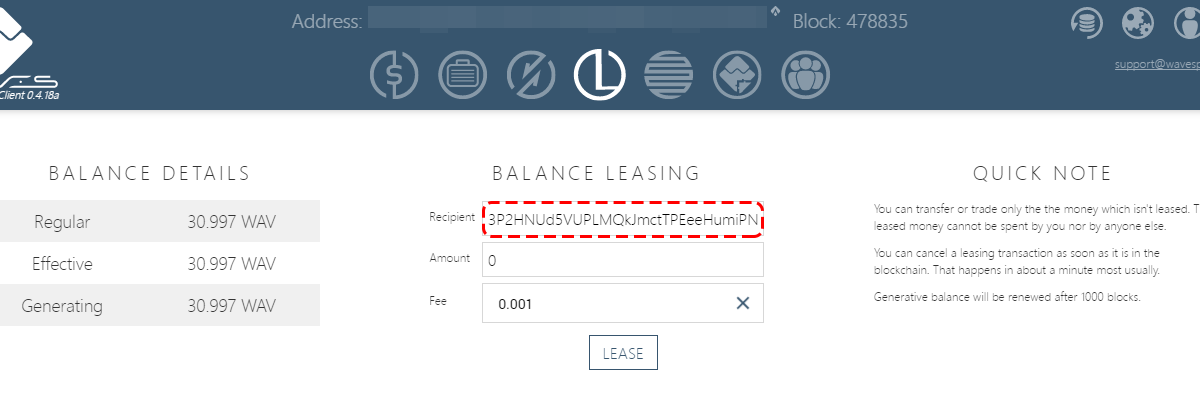 Address:
Block: 478835
Client 0.4.18a
support@wavesp
BALANCE DETAILS
Regular 30.997 WAV
Effective 30.997 WAV
Generating 30.997 WAV
BALANCE LEASING
Recipient 3P2HNUd5VUPLMQkJmctTPEeeHumiPN
Amount 0
Fee 0.001
LEASE
QUICK NOTE
You can transfer or trade only the the money which isn't leased. T
leased money cannot be spent by you nor by anyone else.
You can cancel a leasing transaction as soon as it is in the
blockchain. That happens in about a minute most usually.
Generative balance will be renewed after 1000 blocks.